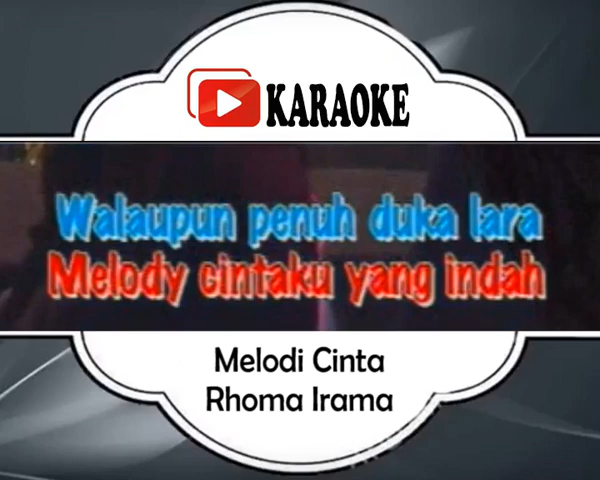 KARAOKE
Walaupun penuh duka lara
Melody cintaku yang indah
Melodi Cinta
Rhoma Irama